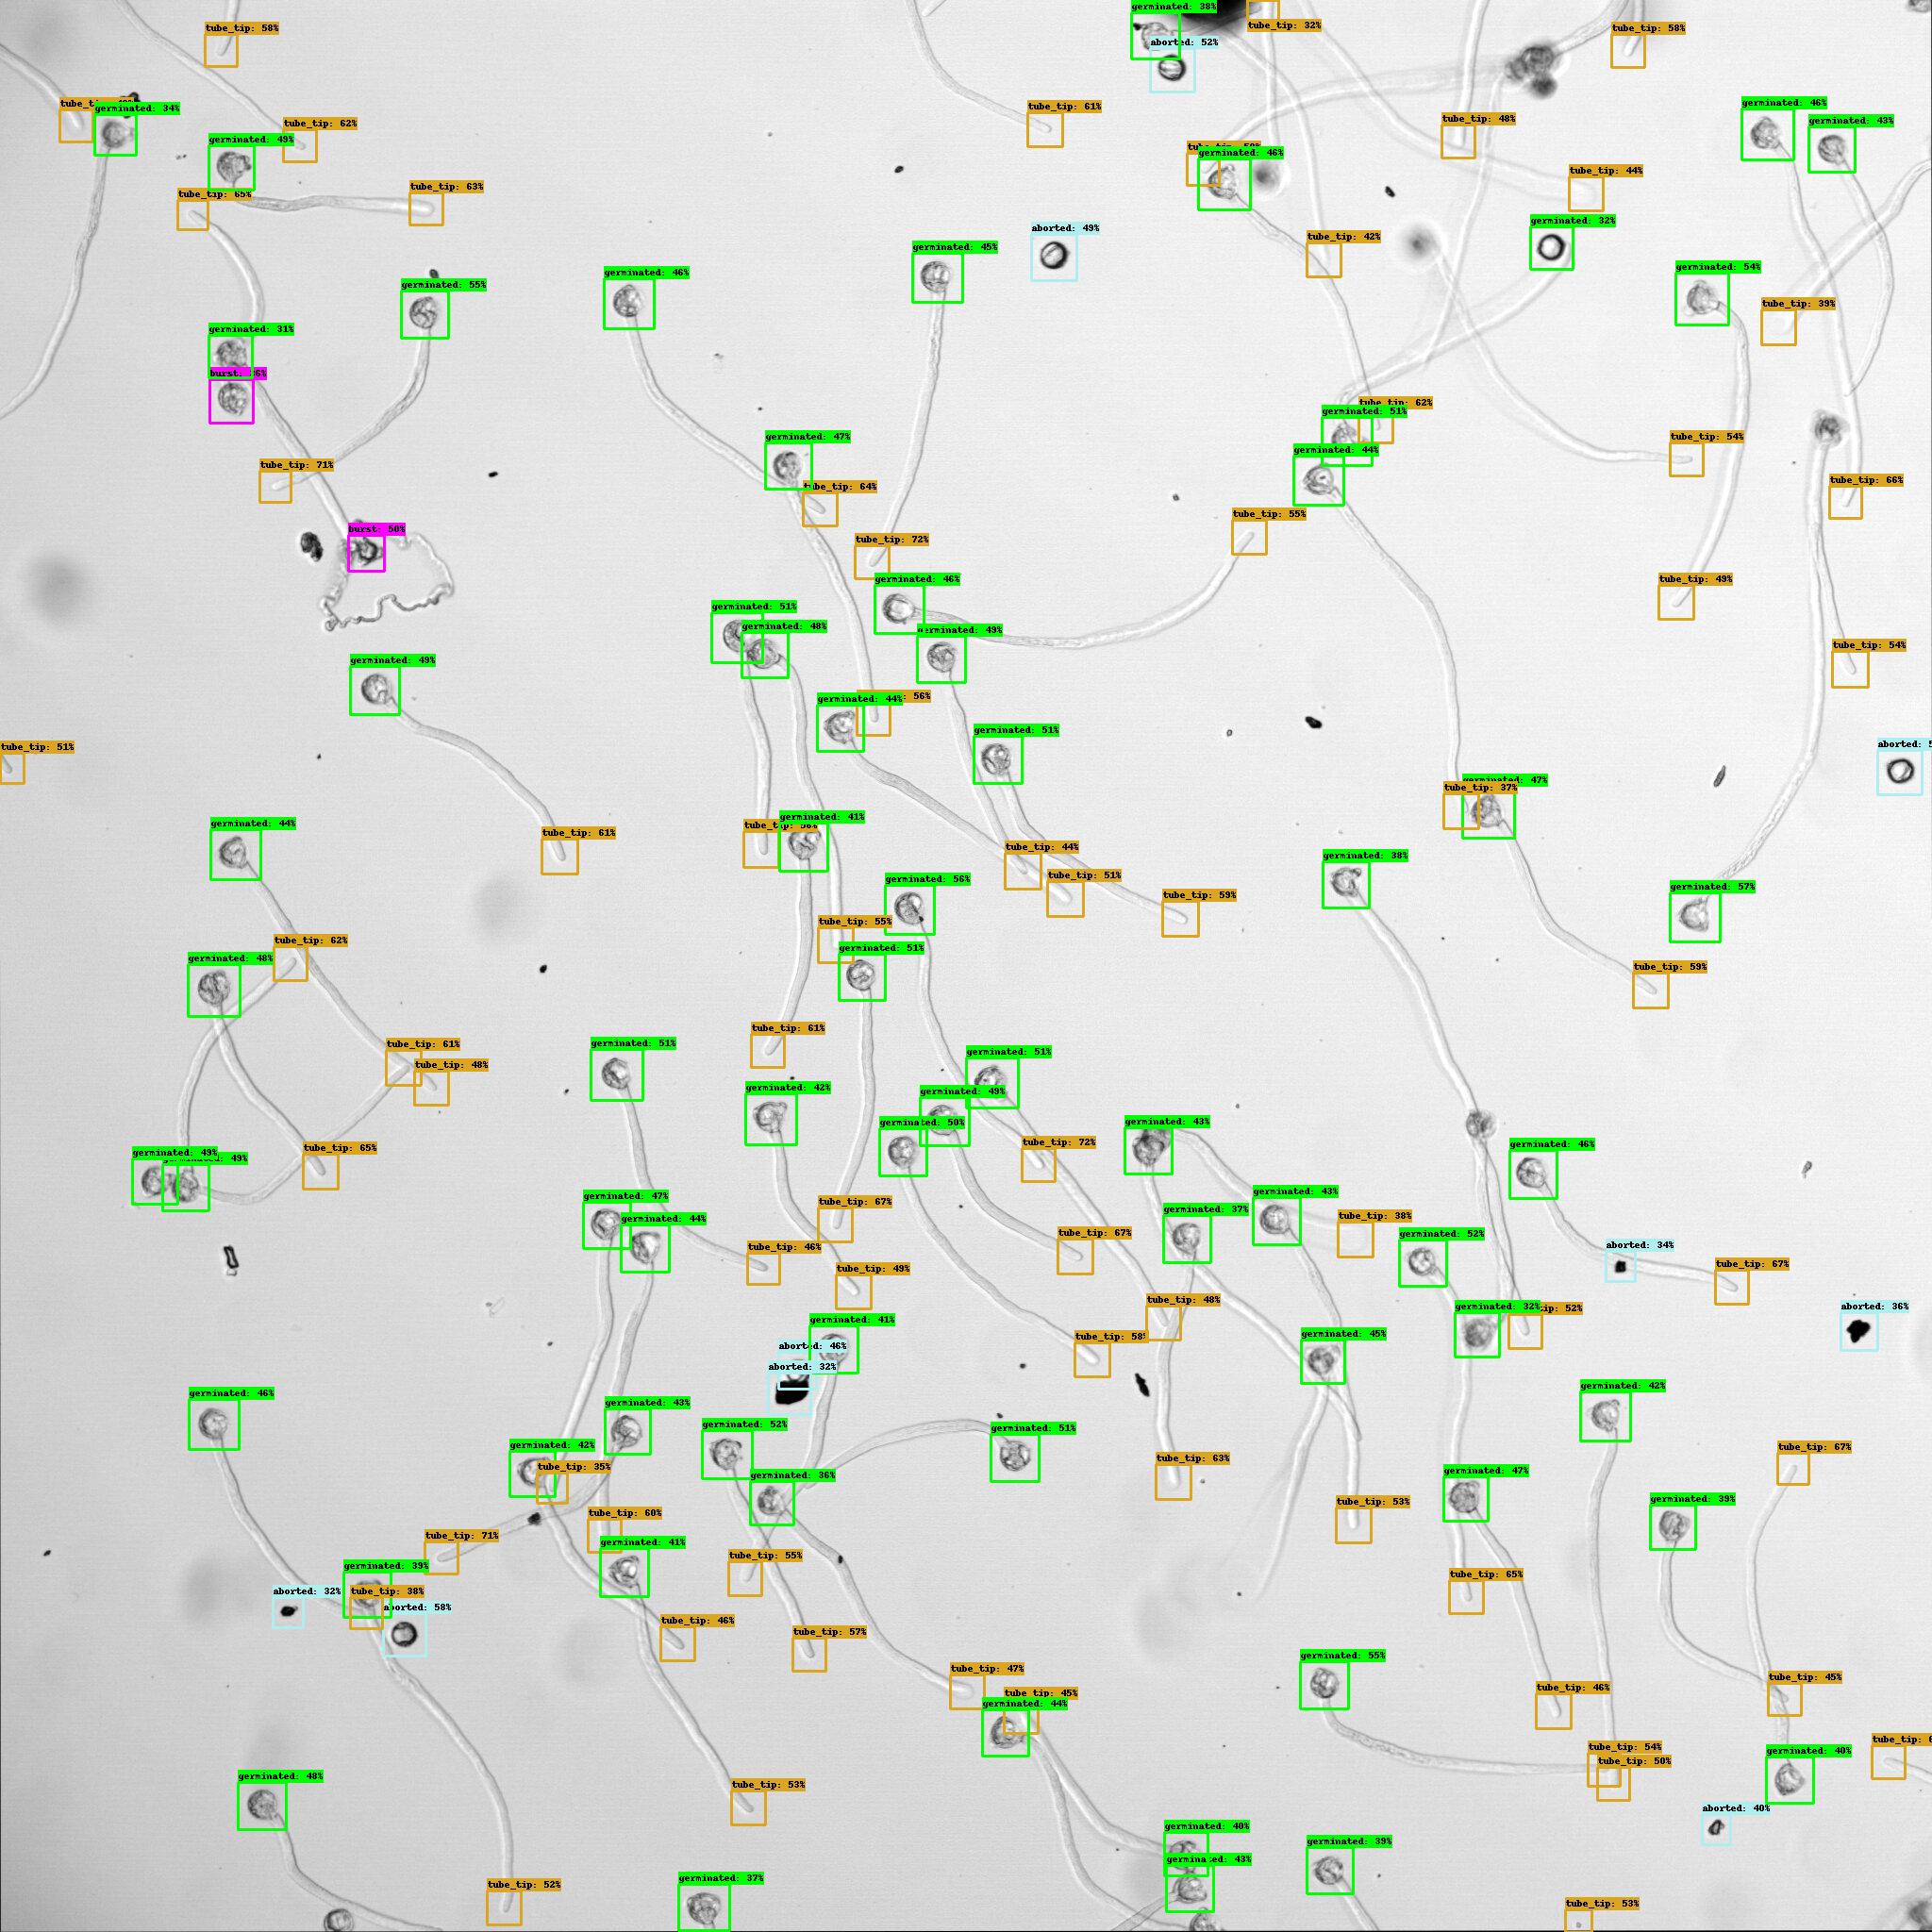 germinated: 38%
tube_tip: 58%
tube_tip: 32%
tube_tip: 58%
aborted: 52%
germinated: 34%
tube_tip: 61%
germinated: 46%
tube_tip: 62%
tube_tip: 48%
germinated: 43%
germinated: 49%
germinated: 46%
tube_tip: 44%
tube_tip: 63%
tube_tip: 65%
germinated: 32%
aborted: 49%
tube_tip: 42%
germinated: 45%
germinated: 54%
germinated: 46%
germinated: 55%
tube_tip: 39%
germinated: 31%
burst: 36%
tube_tip: 62%
germinated: 51%
germinated: 47%
tube_tip: 54%
germinated: 44%
tube_tip: 71%
tube_tip: 66%
tube_tip: 64%
tube_tip: 55%
burst: 50%
tube_tip: 72%
germinated: 46%
tube_tip: 49%
germinated: 51%
germinated: 48%
germinated: 49%
tube_tip: 54%
germinated: 49%
germinated: 44%
56%
germinated: 51%
tube_tip: 51%
aborted:
germinated: 47%
tube_tip: 37%
germinated: 41%
germinated: 44%
tube_tip: 61%
tube_tip: 44%
germinated: 38%
tube_tip: 51%
germinated: 56%
germinated: 57%
tube_tip: 59%
tube_tip: 55%
tube_tip: 62%
germinated: 51%
germinated: 48%
tube_tip: 59%
tube_tip: 61%
germinated: 51%
tube_tip: 61%
germinated: 51%
tube_tip: 48%
germinated: 42%
germinated: 49%
germinated: 50%
germinated: 43%
tube_tip: 72%
germinated: 46%
tube_tip: 65%
germinated: 49%
germinated: 49%
germinated: 43%
germinated: 47%
tube_tip: 67%
germinated: 37%
tube_tip: 38%
germinated: 44%
tube_tip: 67%
germinated: 52%
tube_tip: 46%
aborted: 34%
tube_tip: 67%
tube_tip: 49%
tube_tip: 48%
germinated: 32%
tube_tip: 52%
aborted: 36%
germinated: 41%
germinated: 45%
tube_tip: 58%
aborted: 46%
aborted: 32%
germinated: 42%
germinated: 46%
germinated: 43%
germinated: 52%
germinated: 51%
germinated: 42%
tube_tip: 67%
tube_tip: 63%
tube_tip: 35%
germinated: 47%
germinated: 36%
germinated: 39%
tube_tip: 53%
tube_tip: 60%
tube_tip: 71%
germinated: 41%
tube_tip: 55%
germinated: 39%
tube_tip: 65%
aborted: 32%
tube_tip: 38%
aborted: 58%
tube_tip: 46%
tube_tip: 57%
germinated: 55%
tube_tip: 47%
tube_tip: 45%
tube_tip: 45%
germinated: 44%
tube_tip: 46%
tube_tip:
tube_tip: 54%
germinated: 40%
tube_tip: 50%
germinated: 48%
tube_tip: 53%
aborted: 40%
germinated: 40%
germinated: 39%
germinated: 43%
germinated: 37%
tube_tip: 52%
tube_tip: 53%